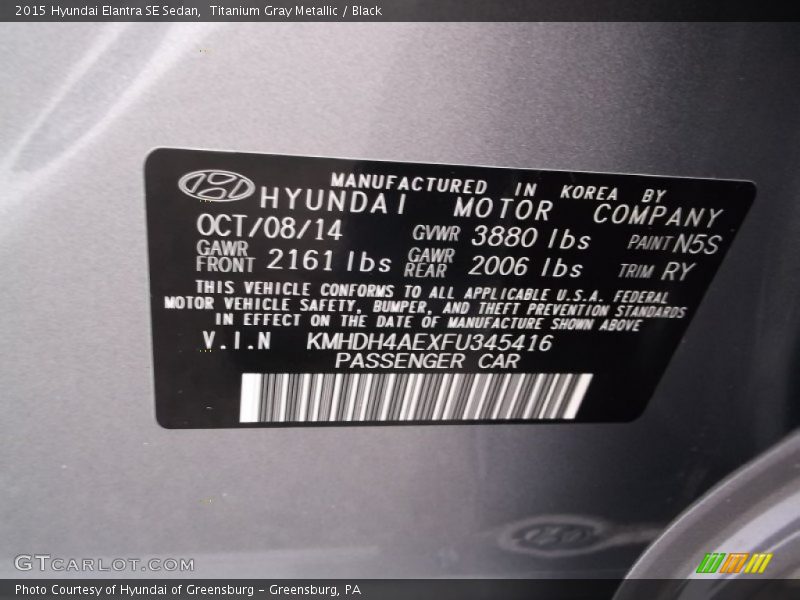 2015 Hyundai Elantra SE Sedan, Titanium Gray Metallic / Black
MANUFACTURED IN KOREA BY
HYUNDAI MOTOR COMPANY
OCT/08/14 GVWR 3880 lbs PAINT N5S
GAWR FRONT 2161 lbs GAWR REAR 2006 lbs TRIM RY
THIS VEHICLE CONFORMS TO ALL APPLICABLE U.S.A. FEDERAL
MOTOR VEHICLE SAFETY, BUMPER, AND THEFT PREVENTION STANDARDS
IN EFFECT ON THE DATE OF MANUFACTURE SHOWN ABOVE
V.I.N KMHDH4AEXFU345416
PASSENGER CAR
GTCARLOT.COM
Photo Courtesy of Hyundai of Greensburg - Greensburg, PA